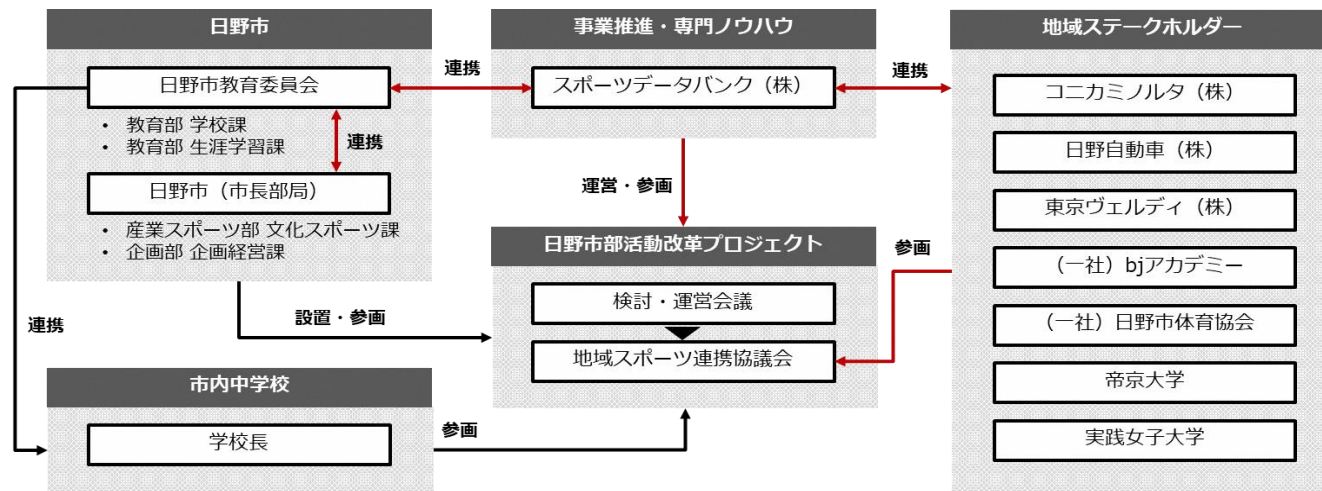 日野市
日野市教育委員会
• 教育部 学校課
• 教育部 生涯学習課
連携
日野市（市長部局）
• 産業スポーツ部 文化スポーツ課
• 企画部 企画経営課
連携
事業推進・専門ノウハウ
スポーツデータバンク（株）
連携
運営・参画
地域ステークホルダー
コニカミノルタ（株）
日野自動車（株）
東京ヴェルディ（株）
（一社）bjアカデミー
（一社）日野市体育協会
帝京大学
実践女子大学
日野市部活動改革プロジェクト
検討・運営会議
地域スポーツ連携協議会
参画
設置・参画
連携
市内中学校
学校長
参画